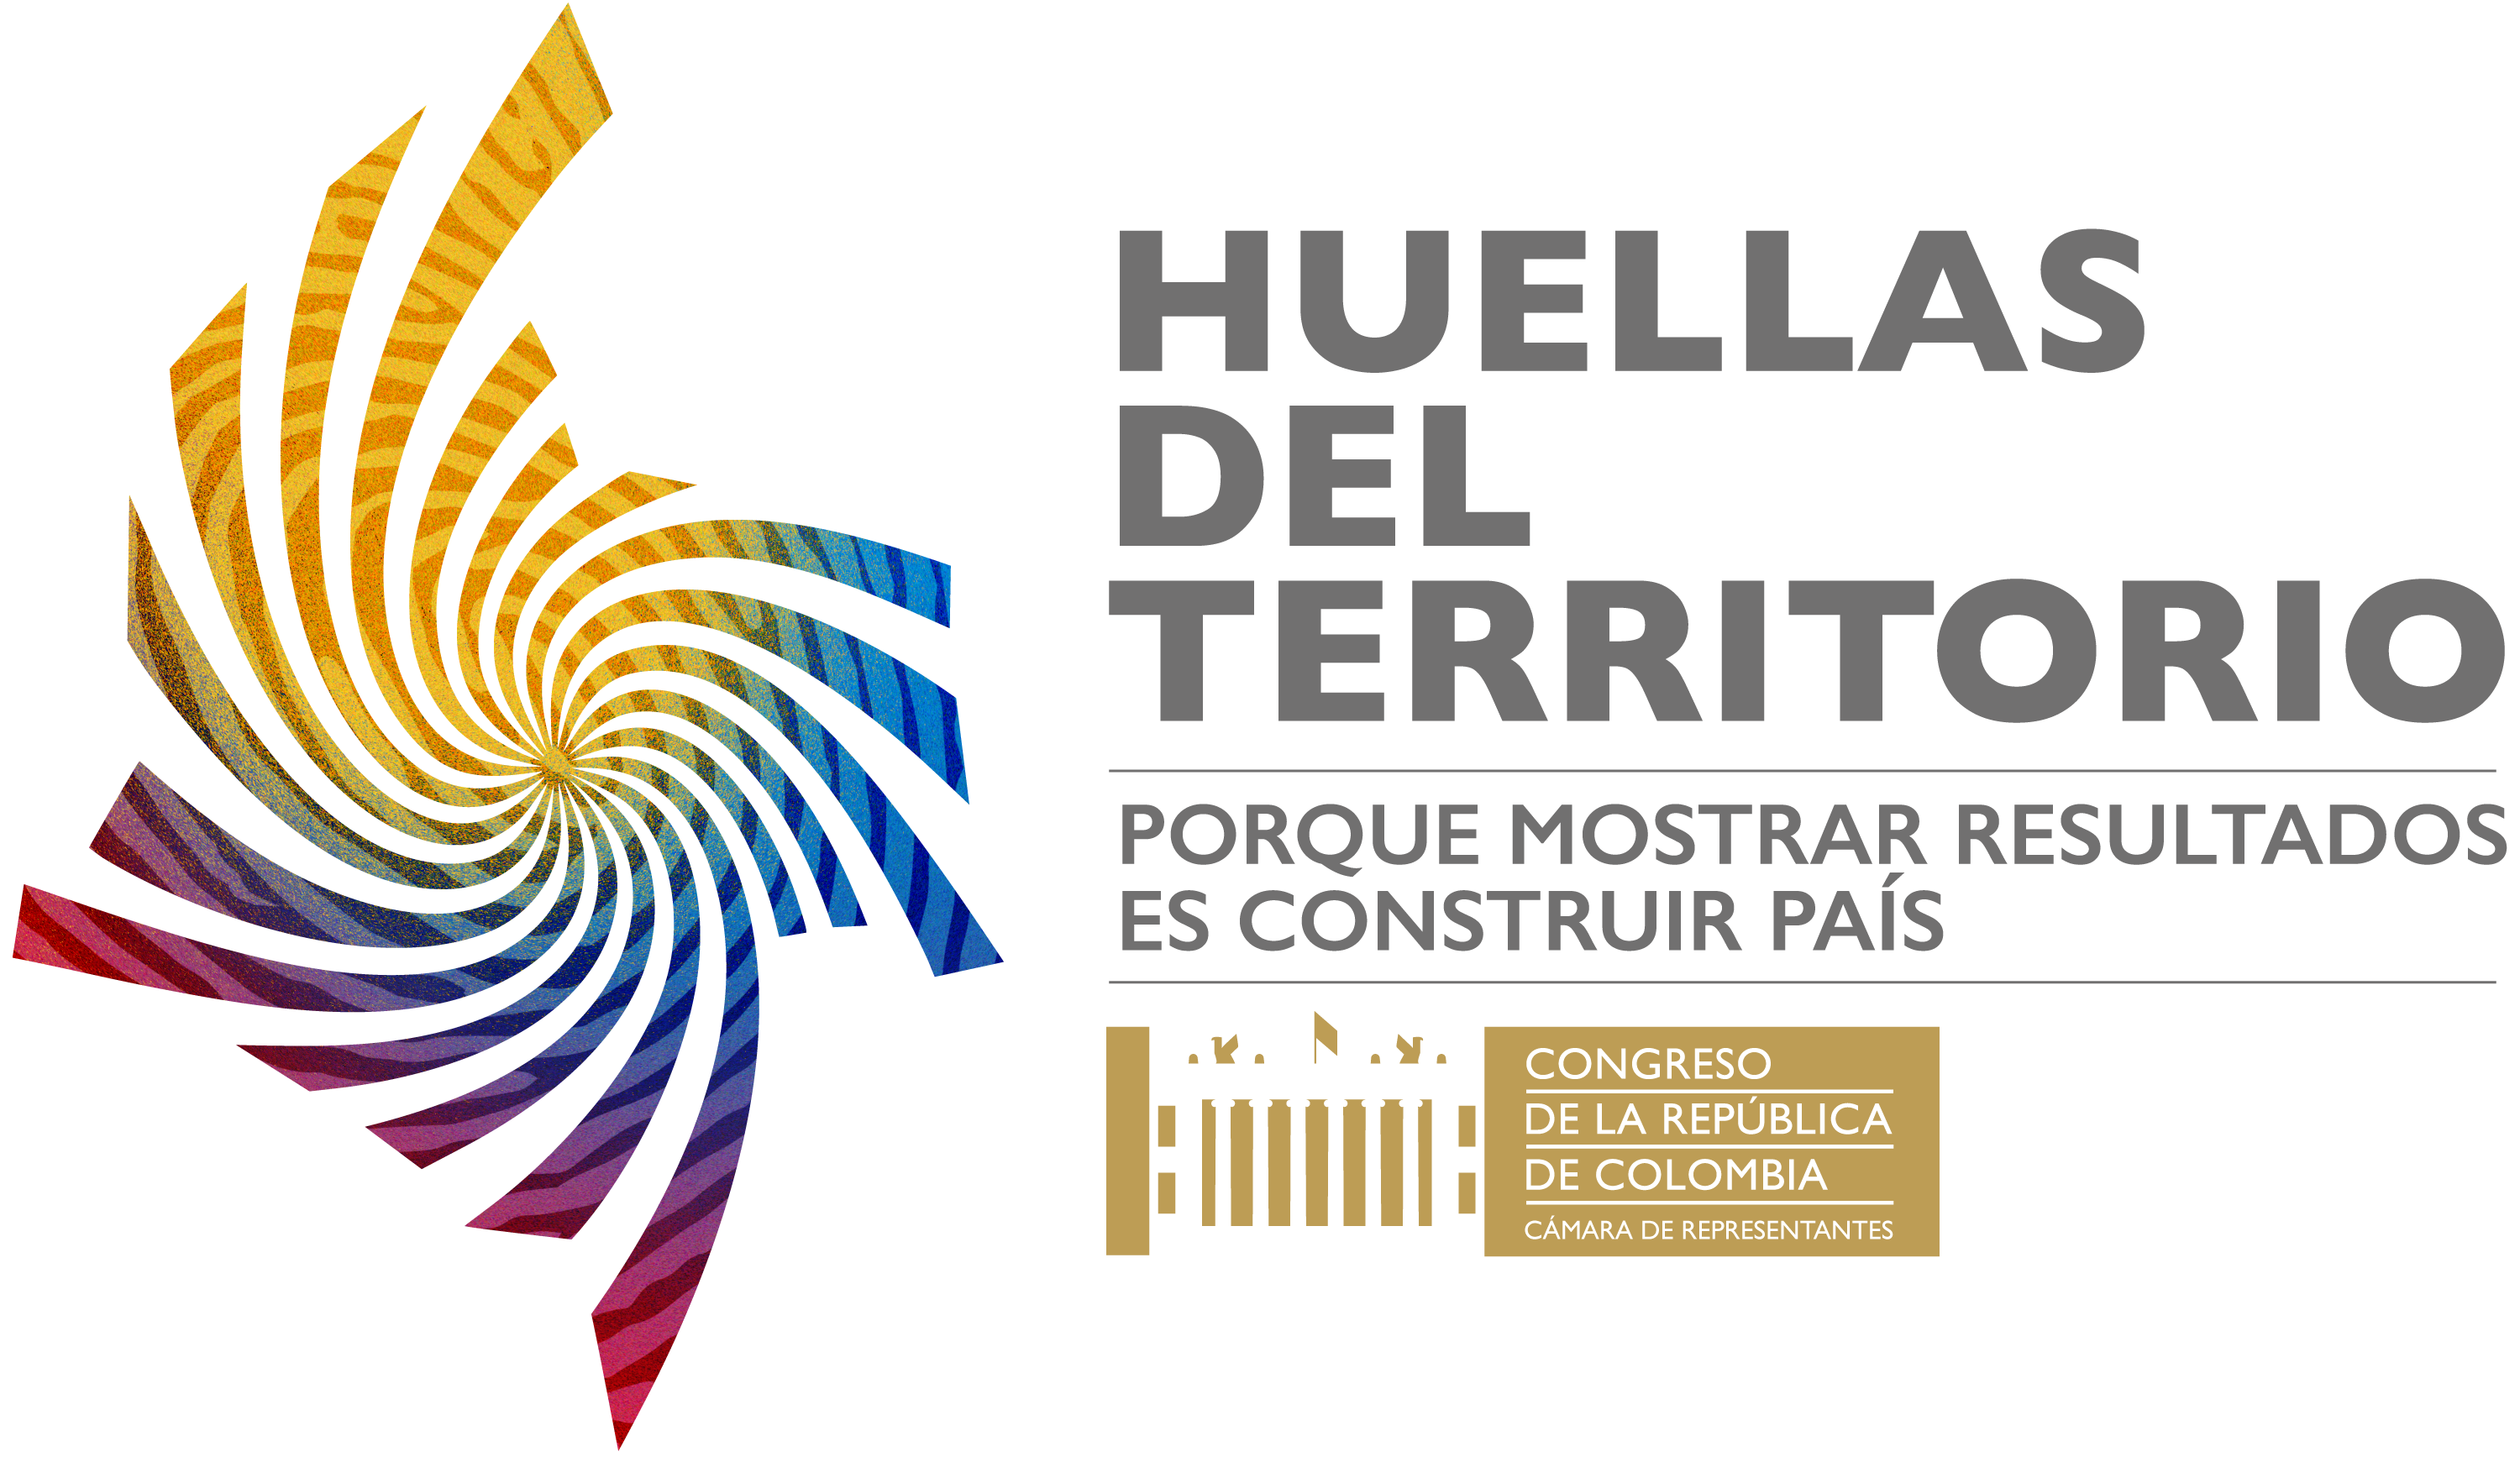 HUELLAS
DEL
TERRITORIO
PORQUE MOSTRAR RESULTADOS
ES CONSTRUIR PAÍS
CONGRESO
DE LA REPÚBLICA
DE COLOMBIA
CÁMARA DE REPRESENTANTES